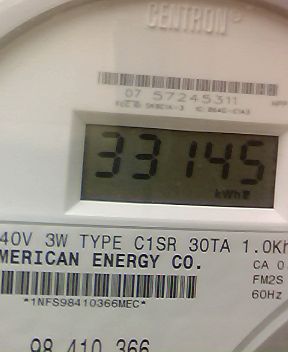 CENTRON
07 57245311
33145
kWh
40V 3W TYPE C1SR 30TA 1.0Kh
MERICAN ENERGY CO.
CA 0
FM2S
60Hz
*1NFS98410366MEC*
98 410 366